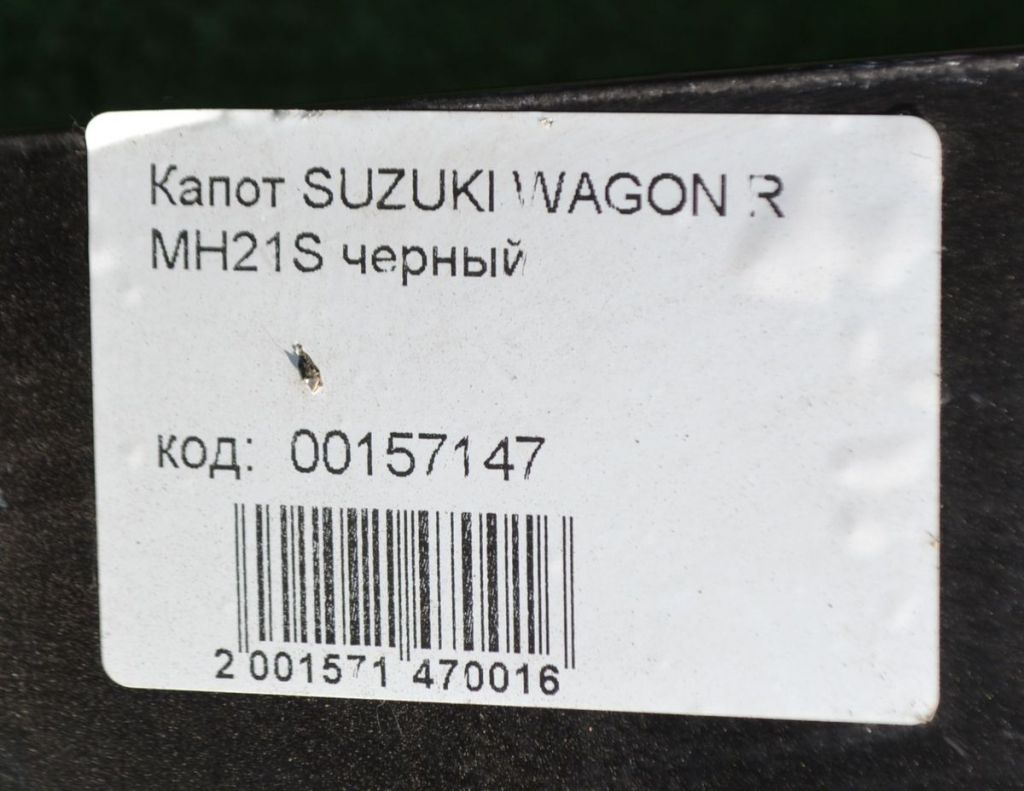 Капот SUZUKI WAGON R
MH21S черный
код: 00157147
2 001571 470016